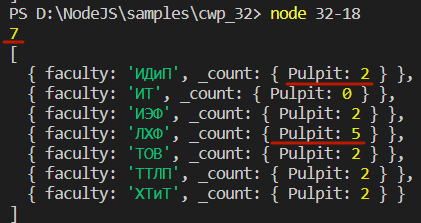 PS D:\NodeJS\samples\cwp_32> node 32-18
7
[
  { faculty: 'ИДиП', _count: { Pulpit: 2 } },
  { faculty: 'ИТ', _count: { Pulpit: 0 } },
  { faculty: 'ИЭФ', _count: { Pulpit: 2 } },
  { faculty: 'ЛХФ', _count: { Pulpit: 5 } },
  { faculty: 'ТОВ', _count: { Pulpit: 2 } },
  { faculty: 'ТТЛП', _count: { Pulpit: 2 } },
  { faculty: 'ХТиТ', _count: { Pulpit: 2 } }
]